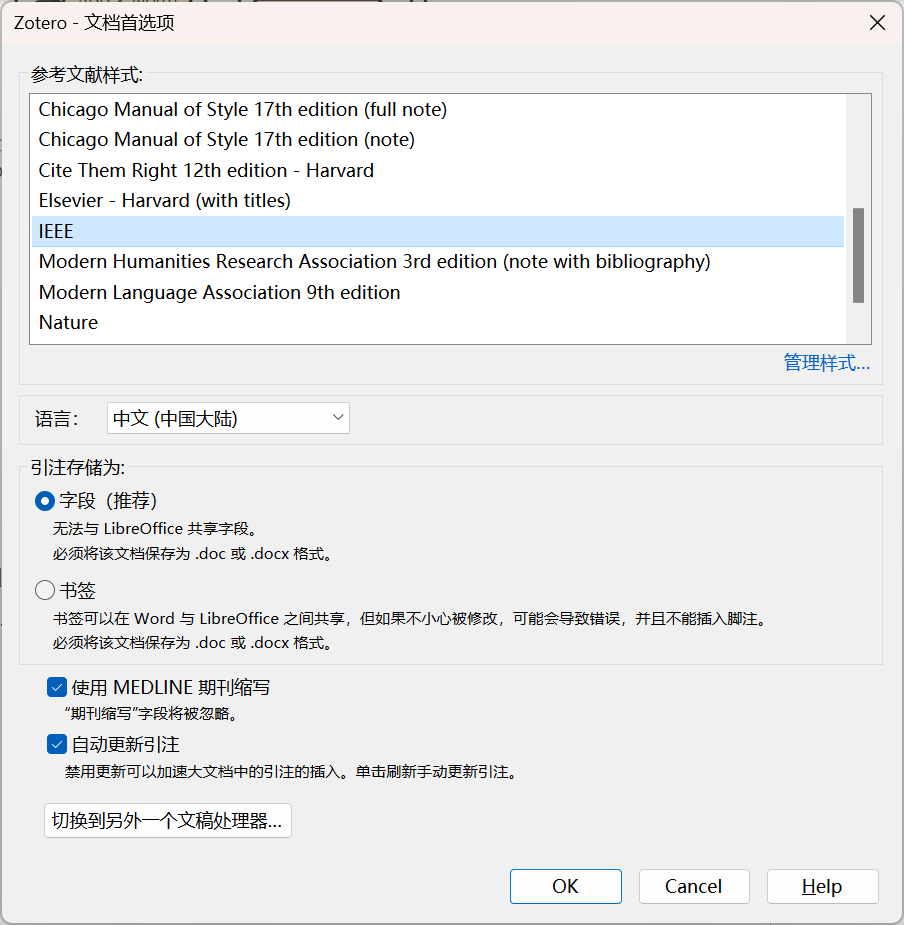 Zotero - 文档首选项
参考文献样式:
Chicago Manual of Style 17th edition (full note)
Chicago Manual of Style 17th edition (note)
Cite Them Right 12th edition - Harvard
Elsevier - Harvard (with titles)
IEEE
Modern Humanities Research Association 3rd edition (note with bibliography)
Modern Language Association 9th edition
Nature
管理样式...
语言： 中文 (中国大陆)
引注存储为:
字段（推荐）
无法与 LibreOffice 共享字段。
必须将该文档保存为 .doc 或 .docx 格式。
书签
书签可以在 Word 与 LibreOffice 之间共享，但如果不小心被修改，可能会导致错误，并且不能插入脚注。
必须将该文档保存为 .doc 或 .docx 格式。
使用 MEDLINE 期刊缩写
“期刊缩写”字段将被忽略。
自动更新引注
禁用更新可以加速大文档中的引注的插入。单击刷新手动更新引注。
切换到另外一个文稿处理器...
OK Cancel Help